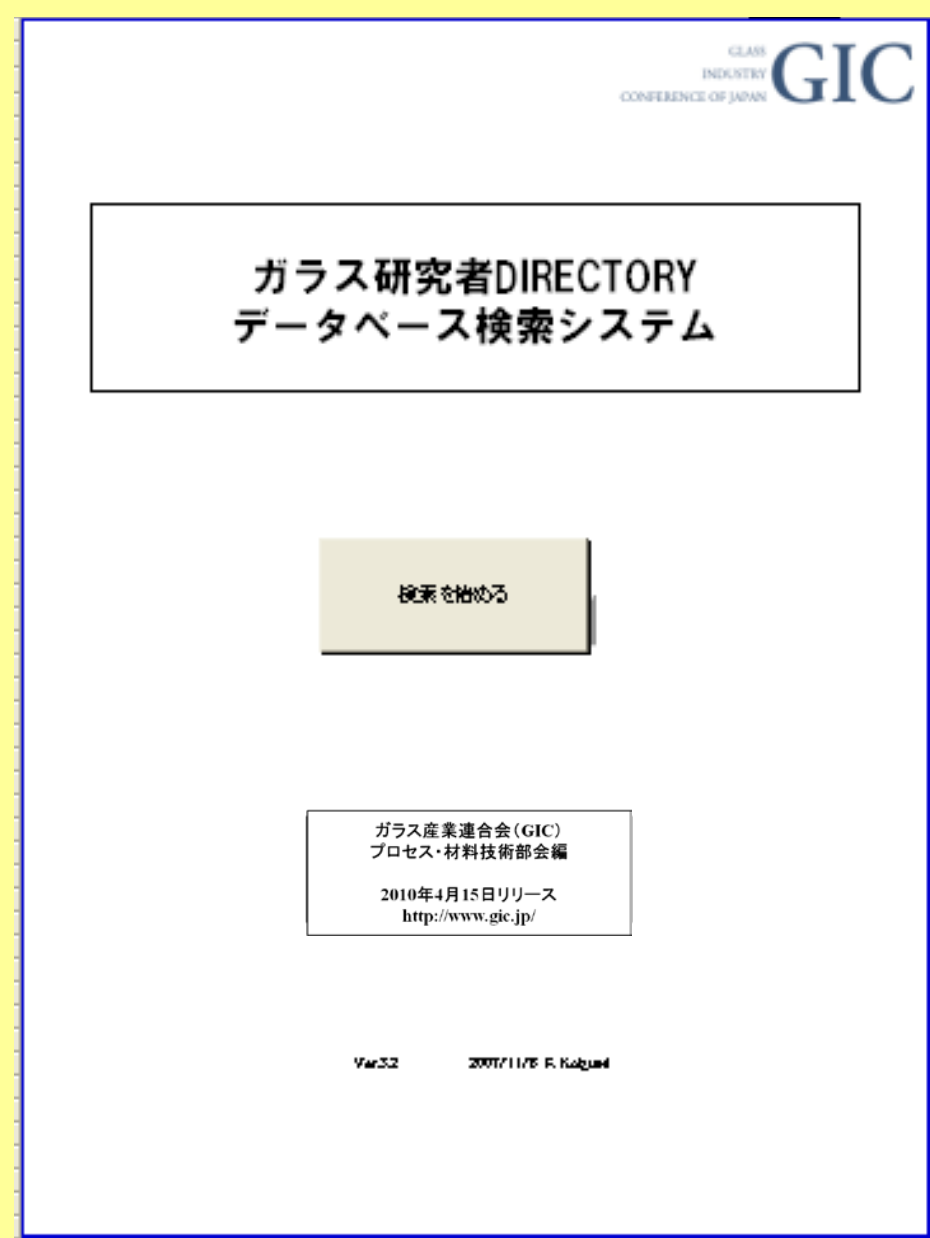 GLASS
INDUSTRY
CONFERENCE OF JAPAN
GIC
ガラス研究者DIRECTORY
データベース検索システム
検索を始める
ガラス産業連合会(GIC)
プロセス・材料技術部会編
2010年4月15日リリース
http://www.gic.jp/
Ver.3.2